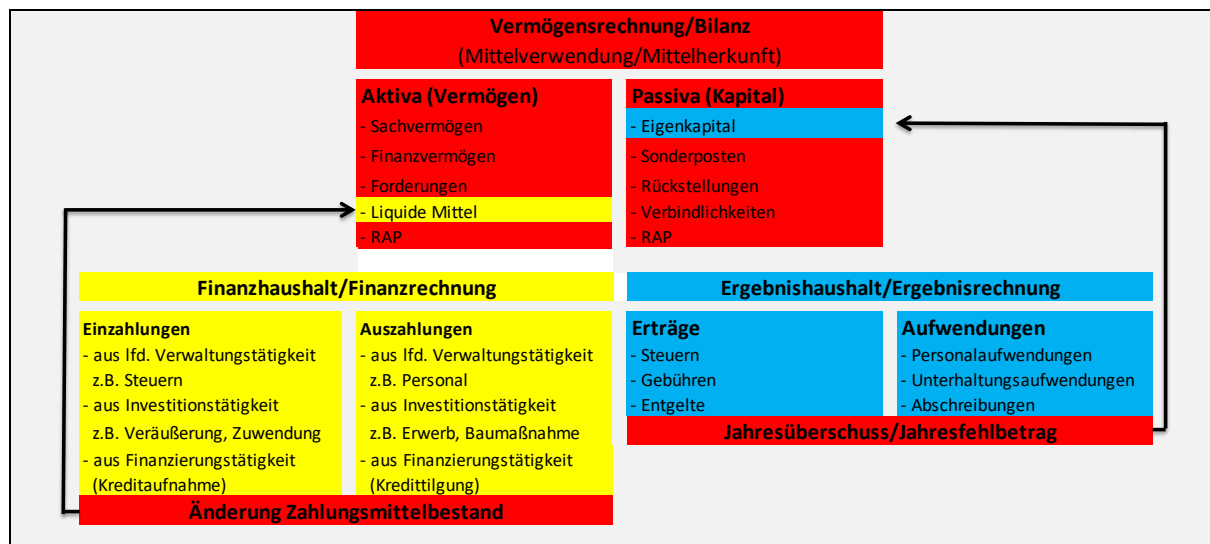 Vermögensrechnung/Bilanz
(Mittelverwendung/Mittelherkunft)
Aktiva (Vermögen)
- Sachvermögen
- Finanzvermögen
- Forderungen
- Liquide Mittel
- RAP
Passiva (Kapital)
- Eigenkapital
- Sonderposten
- Rückstellungen
- Verbindlichkeiten
- RAP
Finanzhaushalt/Finanzrechnung
Einzahlungen
- aus lfd. Verwaltungstätigkeit
z.B. Steuern
- aus Investitionstätigkeit
z.B. Veräußerung, Zuwendung
- aus Finanzierungstätigkeit
(Kreditaufnahme)
Auszahlungen
- aus lfd. Verwaltungstätigkeit
z.B. Personal
- aus Investitionstätigkeit
z.B. Erwerb, Baumaßnahme
- aus Finanzierungstätigkeit
(Kredittilgung)
Änderung Zahlungsmittelbestand
Ergebnishaushalt/Ergebnisrechnung
Erträge
- Steuern
- Gebühren
- Entgelte
Aufwendungen
- Personalaufwendungen
- Unterhaltungsaufwendungen
- Abschreibungen
Jahresüberschuss/Jahresfehlbetrag